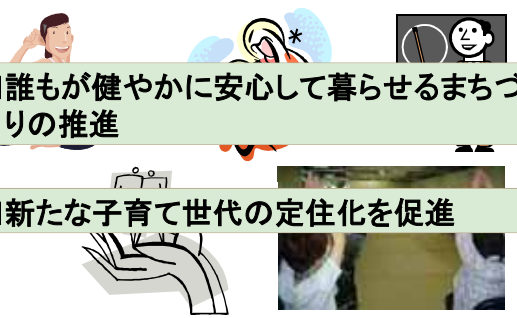 誰もが健やかに安心して暮らせるまちづ
りの推進
新たな子育て世代の定住化を促進